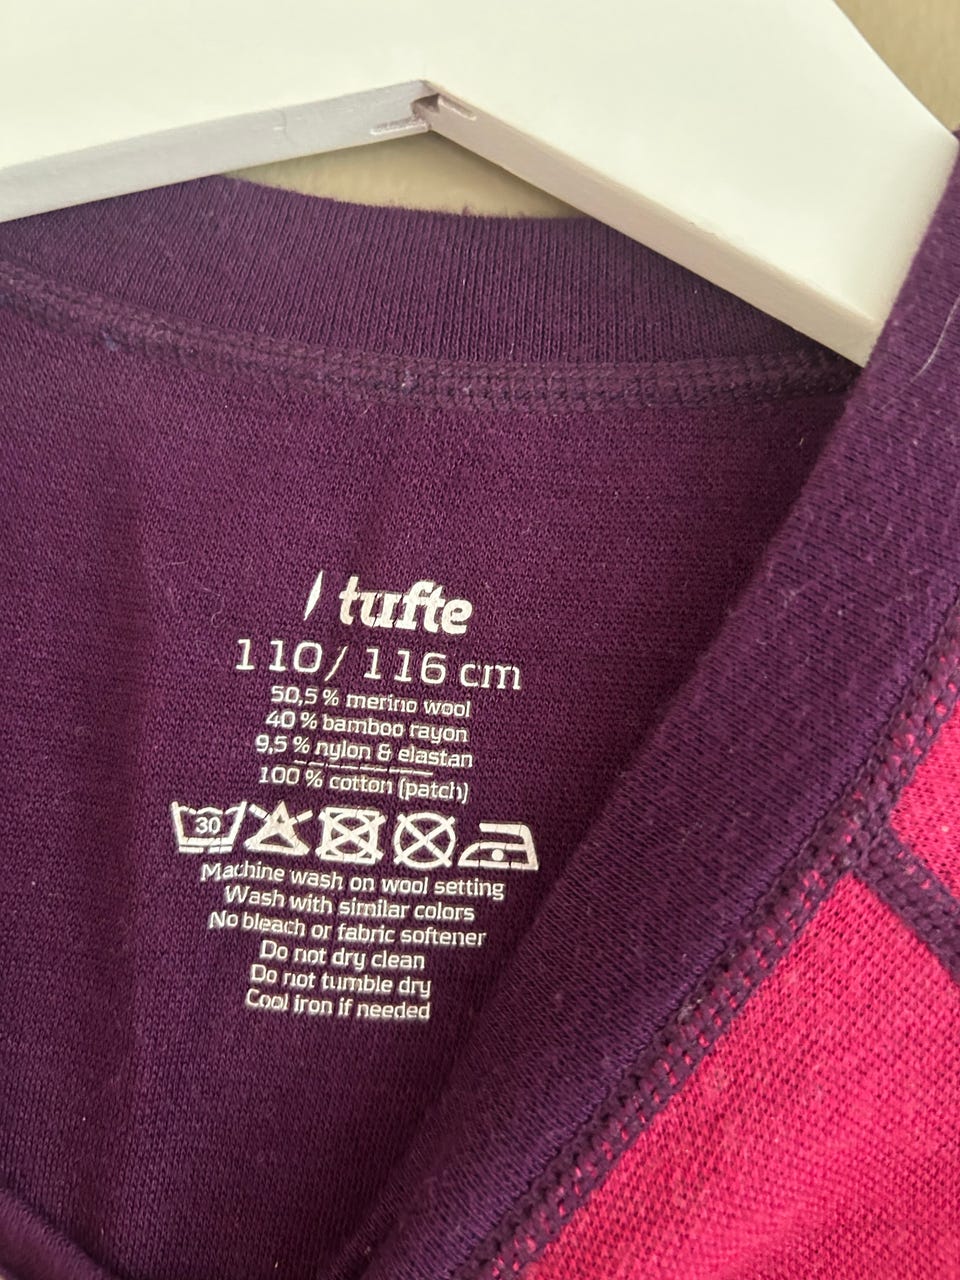 tufte
110/116 cm
50,5 % merino wool
40 % bamboo rayon
9,5 % nylon & elastan
100 % cotton (patch)
30
Machine wash on wool setting
Wash with similar colors
No bleach or fabric softener
Do not dry clean
Do not tumble dry
Cool iron if needed